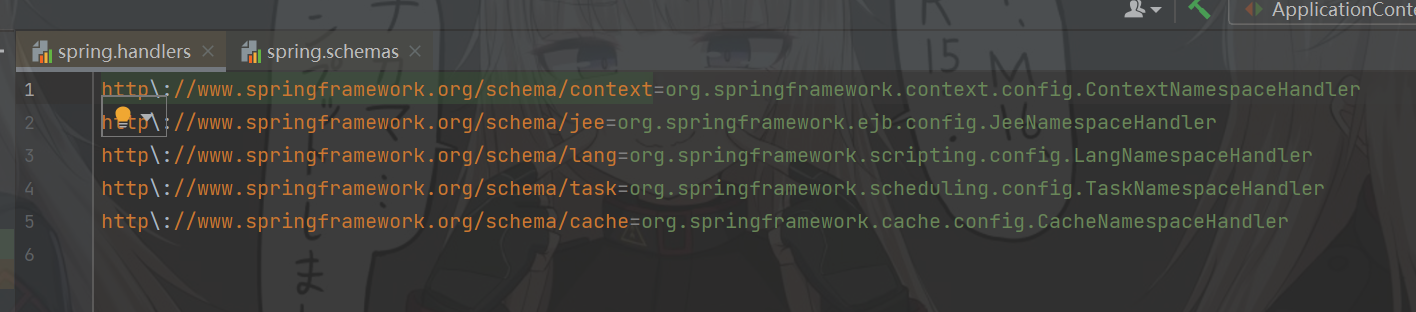 ApplicationConte
spring.handlers
spring.schemas
1 http\://www.springframework.org/schema/context=org.springframework.context.config.ContextNamespaceHandler
2 http\://www.springframework.org/schema/jee=org.springframework.ejb.config.JeeNamespaceHandler
3 http\://www.springframework.org/schema/lang=org.springframework.scripting.config.LangNamespaceHandler
4 http\://www.springframework.org/schema/task=org.springframework.scheduling.config.TaskNamespaceHandler
5 http\://www.springframework.org/schema/cache=org.springframework.cache.config.CacheNamespaceHandler
6